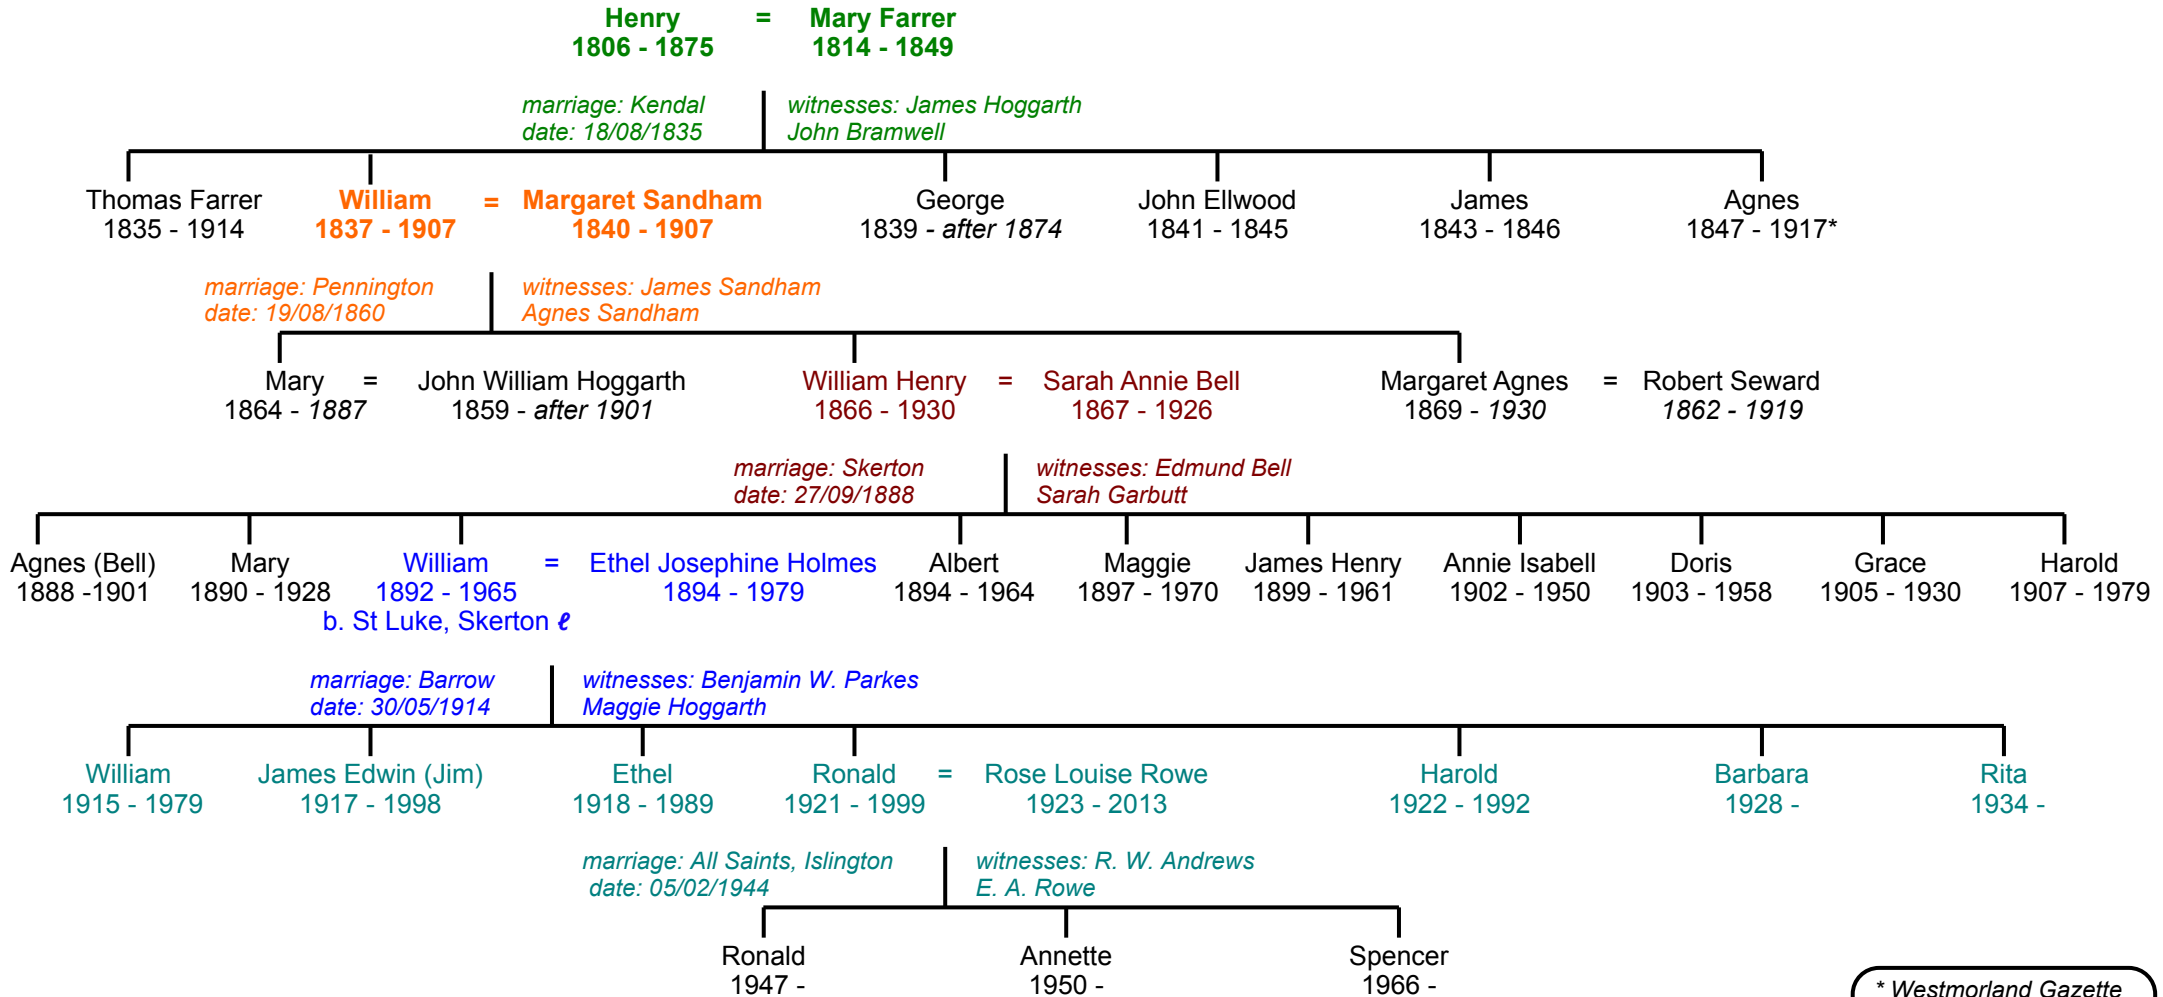 Henry = Mary Farrer
1806 - 1875 1814 - 1849
marriage: Kendal witnesses: James Hoggarth
date: 18/08/1835 John Bramwell
Thomas Farrer William = Margaret Sandham George John Ellwood James Agnes
1835 - 1914 1837 - 1907 1840 - 1907 1839 - after 1874 1841 - 1845 1843 - 1846 1847 - 1917*
marriage: Pennington witnesses: James Sandham
date: 19/08/1860 Agnes Sandham
Mary = John William Hoggarth William Henry = Sarah Annie Bell Margaret Agnes = Robert Seward
1864 - 1887 1859 - after 1901 1866 - 1930 1867 - 1926 1869 - 1930 1862 - 1919
marriage: Skerton witnesses: Edmund Bell
date: 27/09/1888 Sarah Garbutt
Agnes (Bell) Mary William = Ethel Josephine Holmes Albert Maggie James Henry Annie Isabell Doris Grace Harold
1888 -1901 1890 - 1928 1892 - 1965 1894 - 1979 1894 - 1964 1897 - 1970 1899 - 1961 1902 - 1950 1903 - 1958 1905 - 1930 1907 - 1979
b. St Luke, Skerton ℓ
marriage: Barrow witnesses: Benjamin W. Parkes
date: 30/05/1914 Maggie Hoggarth
William James Edwin (Jim) Ethel Ronald = Rose Louise Rowe Harold Barbara Rita
1915 - 1979 1917 - 1998 1918 - 1989 1921 - 1999 1923 - 2013 1922 - 1992 1928 - 1934 -
marriage: All Saints, Islington witnesses: R. W. Andrews
date: 05/02/1944 E. A. Rowe
Ronald Annette Spencer
1947 - 1950 - 1966 -
* Westmorland Gazette